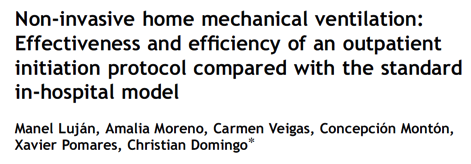 Non-invasive home mechanical ventilation:
Effectiveness and efficiency of an outpatient
initiation protocol compared with the standard
in-hospital model
Manel Luján, Amalia Moreno, Carmen Veigas, Concepción Montón,
Xavier Pomares, Christian Domingo*